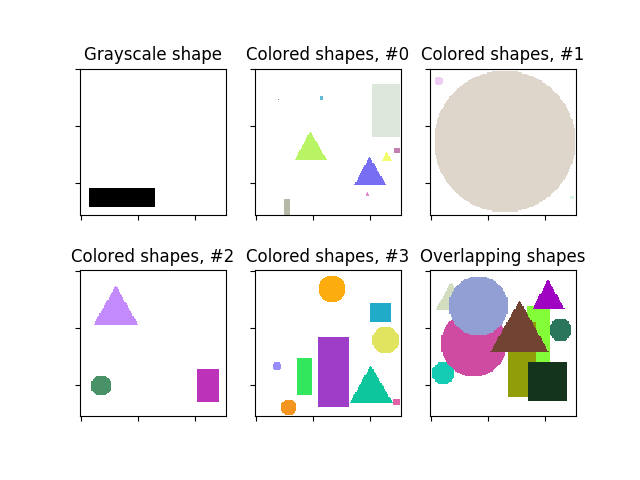 Grayscale shape
Colored shapes, #0
Colored shapes, #1
Colored shapes, #2
Colored shapes, #3
Overlapping shapes